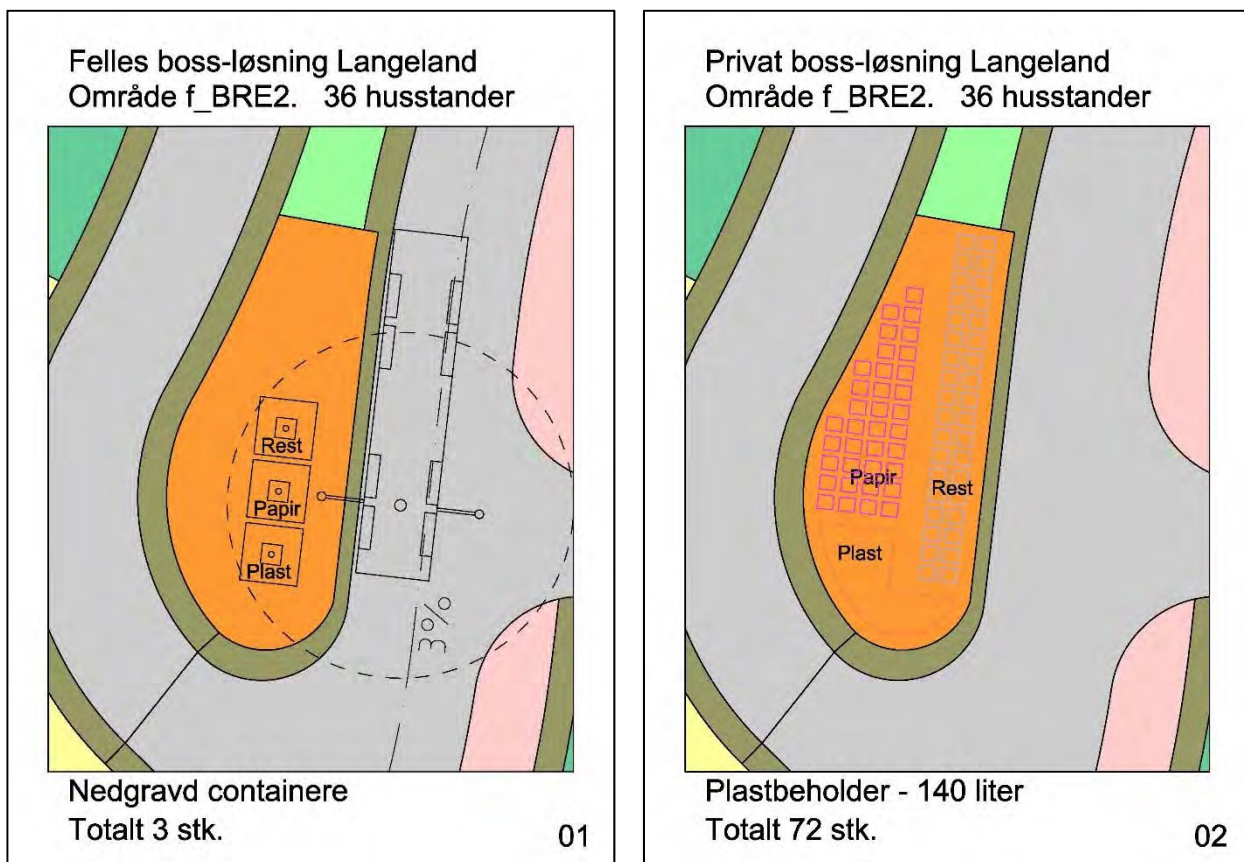 Felles boss-løsning Langeland
Område f_BRE2. 36 husstander
Rest
Papir
Plast
3%
Nedgravd containere
Totalt 3 stk.
01
Privat boss-løsning Langeland
Område f_BRE2. 36 husstander
Papir
Rest
Plast
Plastbeholder - 140 liter
Totalt 72 stk.
02